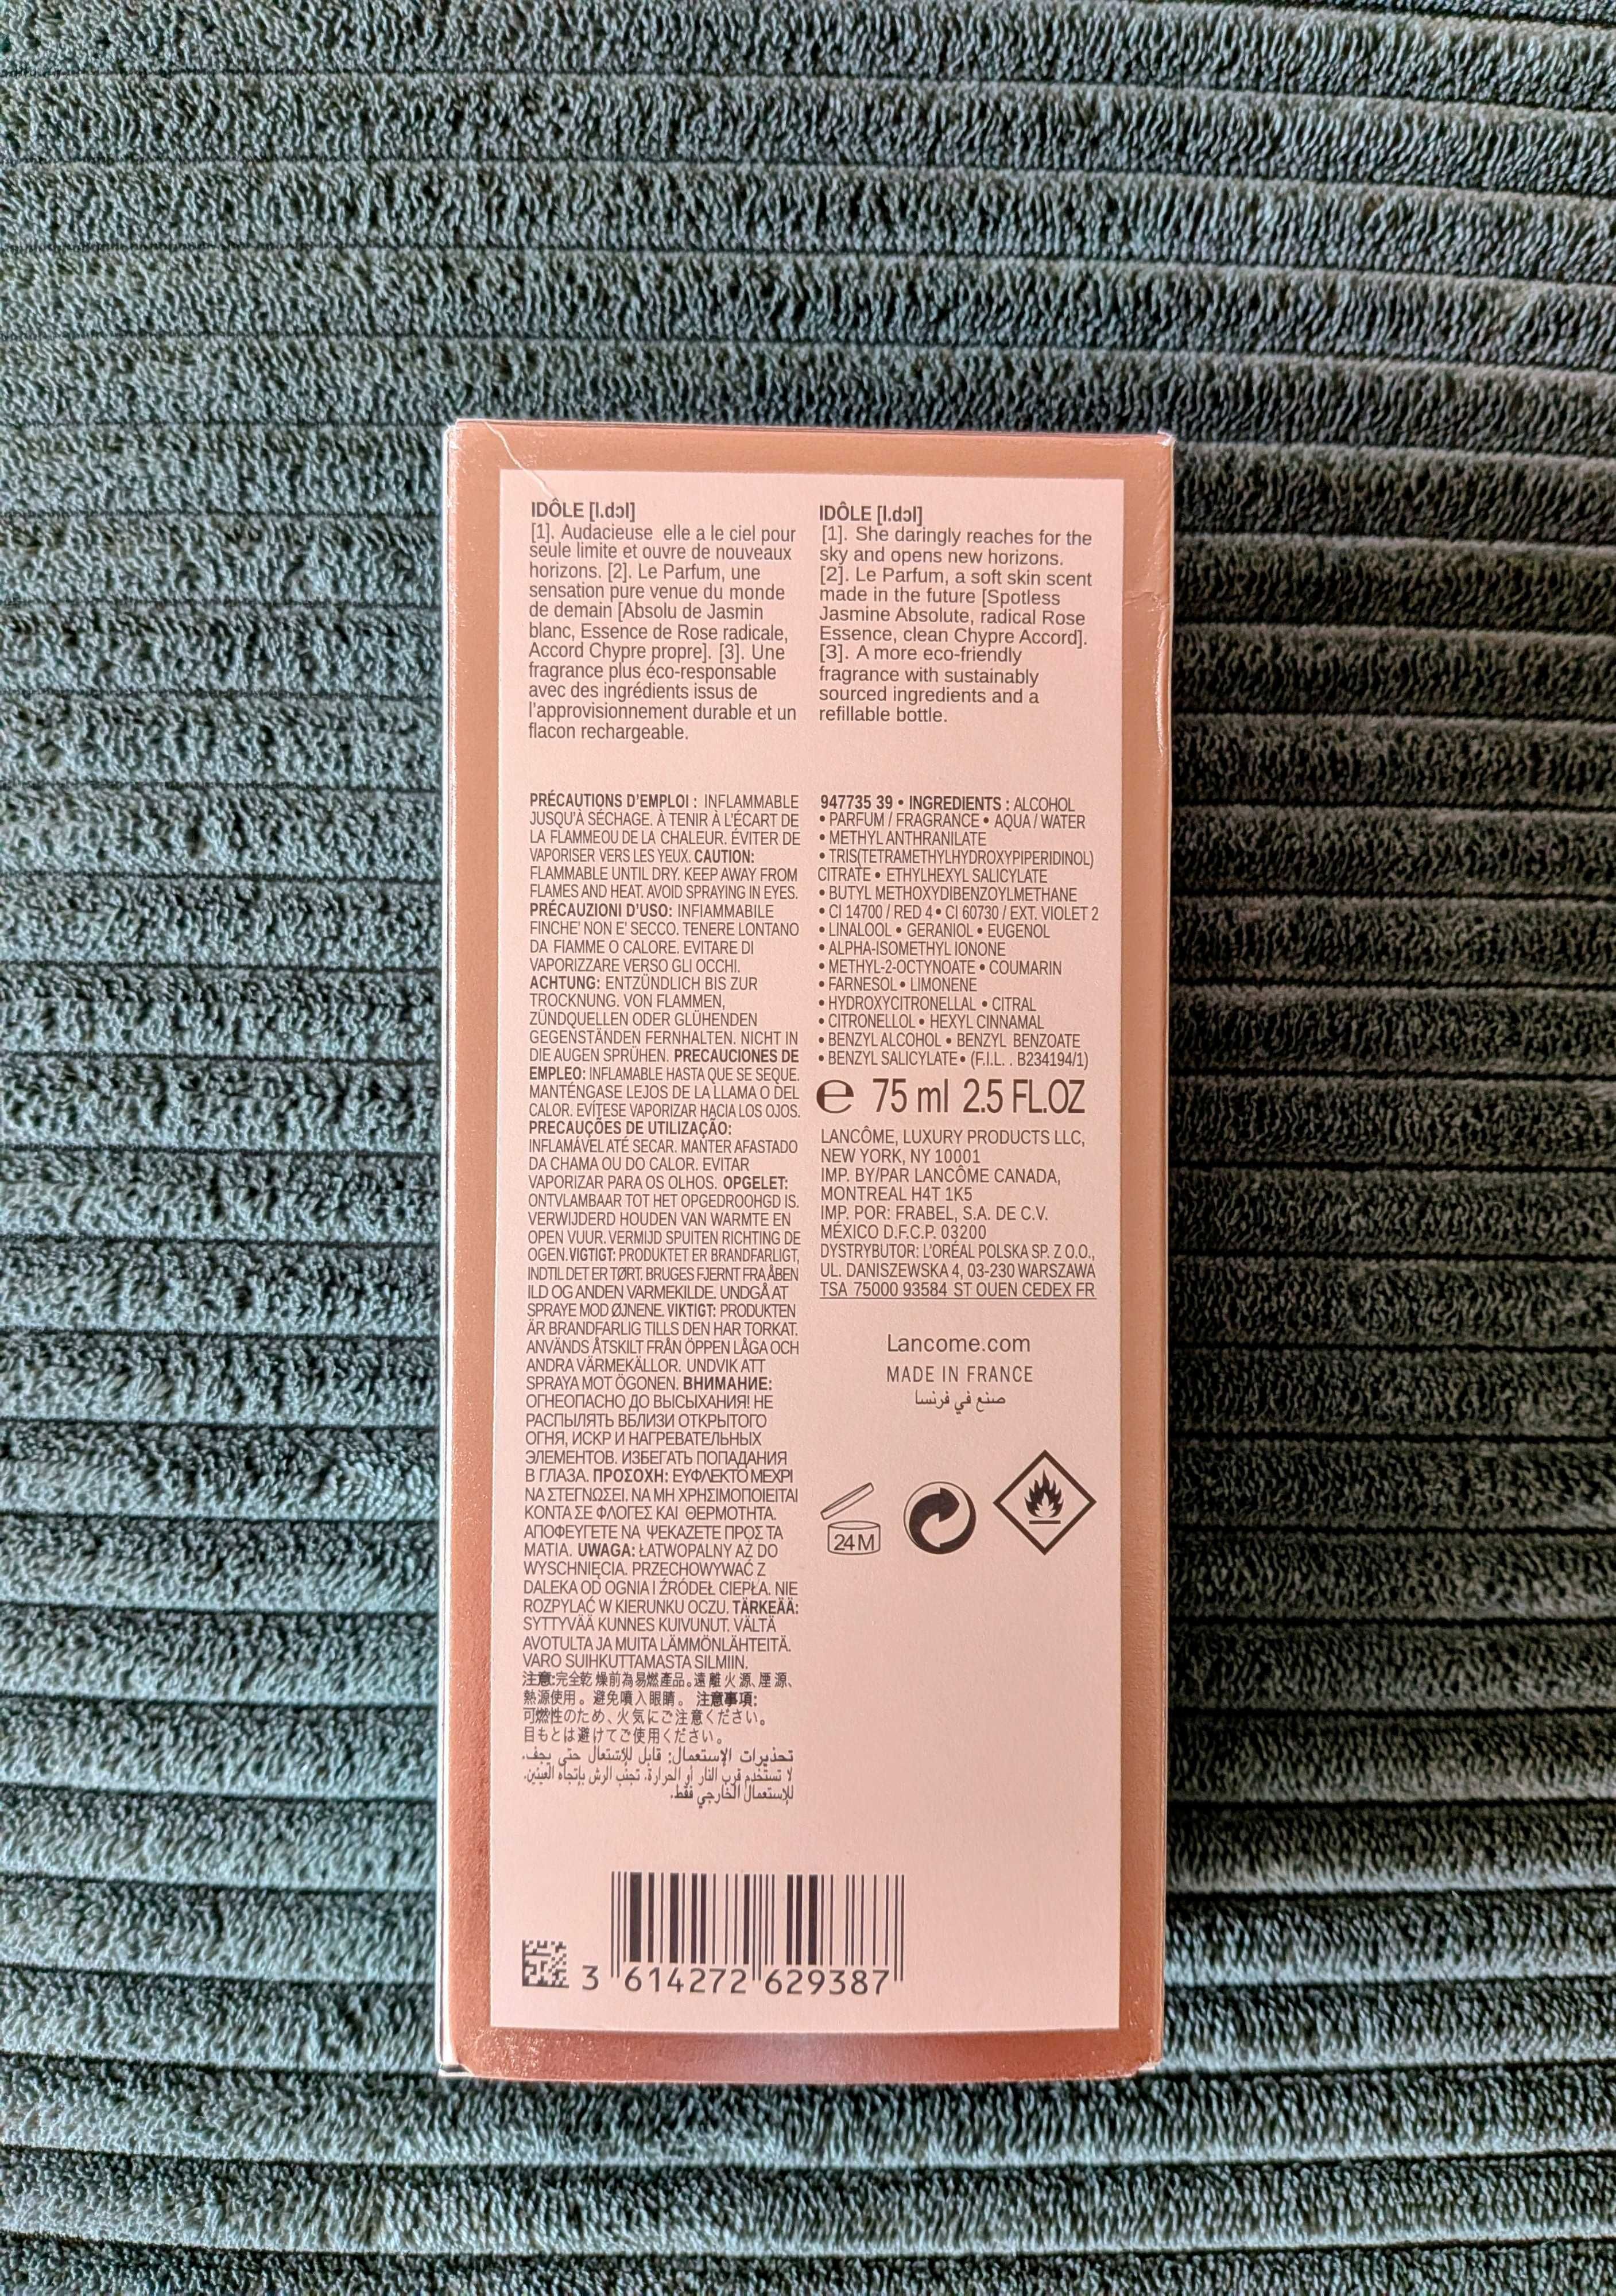 IDÔLE [I.dɔl]
[1]. Audacieuse elle a le ciel pour
seule limite et ouvre de nouveaux
horizons. [2]. Le Parfum, une
sensation pure venue du monde
de demain [Absolu de Jasmin
blanc, Essence de Rose radicale,
Accord Chypre propre]. [3]. Une
fragrance plus éco-responsable
avec des ingrédients issus de
l'approvisionnement durable et un
flacon rechargeable.
IDÔLE [I.dɔl]
[1]. She daringly reaches for the
sky and opens new horizons.
[2]. Le Parfum, a soft skin scent
made in the future [Spotless
Jasmine Absolute, radical Rose
Essence, clean Chypre Accord].
[3]. A more eco-friendly
fragrance with sustainably
sourced ingredients and a
refillable bottle.
PRÉCAUTIONS D'EMPLOI : INFLAMMABLE
JUSQU'À SÉCHAGE. À TENIR À L'ÉCART DE
LA FLAMMEOU DE LA CHALEUR. ÉVITER DE
VAPORISER VERS LES YEUX. CAUTION:
FLAMMABLE UNTIL DRY. KEEP AWAY FROM
FLAMES AND HEAT. AVOID SPRAYING IN EYES.
PRÉCAUZIONI D'USO: INFIAMMABILE
FINCHE' NON E' SECCO. TENERE LONTANO
DA FIAMME O CALORE. EVITARE DI
VAPORIZZARE VERSO GLI OCCHI.
ACHTUNG: ENTZÜNDLICH BIS ZUR
TROCKNUNG. VON FLAMMEN,
ZÜNDQUELLEN ODER GLÜHENDEN
GEGENSTÄNDEN FERNHALTEN. NICHT IN
DIE AUGEN SPRÜHEN. PRECAUCIONES DE
EMPLEO: INFLAMABLE HASTA QUE SE SEQUE.
MANTÉNGASE LEJOS DE LA LLAMA O DEL
CALOR. EVÍTESE VAPORIZAR HACIA LOS OJOS.
PRECAUÇÕES DE UTILIZAÇÃO:
INFLAMÁVEL ATÉ SECAR. MANTER AFASTADO
DA CHAMA OU DO CALOR. EVITAR
VAPORIZAR PARA OS OLHOS. OPGELET:
ONTVLAMBAAR TOT HET OPGEDROOHGD IS.
VERWIJDERD HOUDEN VAN WARMTE EN
OPEN VUUR. VERMIJD SPUITEN RICHTING DE
OGEN. VIGTIGT: PRODUKTET ER BRANDFARLIGT,
INDTIL DET ER TØRT. BRUGES FJERNT FRA ÅBEN
ILD OG ANDEN VARMEKILDE. UNDGÅ AT
SPRAYE MOD ØJNENE. VIKTIGT: PRODUKTEN
ÄR BRANDFARLIG TILLS DEN HAR TORKAT.
ANVÄNDS ÅTSKILT FRÅN ÖPPEN LÅGA OCH
ANDRA VÄRMEKÄLLOR. UNDVIK ATT
SPRAYA MOT ÖGONEN. ВНИМАНИЕ:
ОГНЕОПАСНО ДО ВЫСЫХАНИЯ! НЕ
РАСПЫЛЯТЬ ВБЛИЗИ ОТКРЫТОГО
ОГНЯ, ИСКР И НАГРЕВАТЕЛЬНЫХ
ЭЛЕМЕНТОВ. ИЗБЕГАТЬ ПОПАДАНИЯ
В ГЛАЗА. ΠΡΟΣΟΧΗ: ΕΥΦΛΕΚΤΟ ΜΕΧΡΙ
ΝΑ ΣΤΕΓΝΩΣΕΙ. ΝΑ ΜΗ ΧΡΗΣΙΜΟΠΟΙΕΙΤΑΙ
ΚΟΝΤΑ ΣΕ ΦΛΟΓΕΣ ΚΑΙ ΘΕΡΜΟΤΗΤΑ.
ΑΠΟΦΕΥΓΕΤΕ ΝΑ ΨΕΚΑΖΕΤΕ ΠΡΟΣ ΤΑ
ΜΑΤΙΑ. UWAGA: ŁATWOPALNY AŻ DO
WYSCHNIĘCIA. PRZECHOWYWAĆ Z
DALEKA OD OGNIA I ŹRÓDEŁ CIEPŁA. NIE
ROZPYLAĆ W KIERUNKU OCZU. TÄRKEÄÄ:
SYTTYVÄÄ KUNNES KUIVUNUT. VÄLTÄ
AVOTULTA JA MUITA LÄMMÖNLÄHTEITÄ.
VARO SUIHKUTTAMASTA SILMIIN.
注意:完全乾燥前為易燃產品。遠離火源、煙源、
熱源使用。避免噴入眼睛。 注意事項:
可燃性のため、火気にご注意ください。
目もとは避けてご使用ください。
تحذيرات الإستعمال: قابل للإشتعال حتى يجف.
لا تستخدم قرب النار أو الحرارة. تجنب الرش بإتجاه العينين.
للإستعمال الخارجي فقط.
947735 39 • INGREDIENTS : ALCOHOL
• PARFUM / FRAGRANCE • AQUA / WATER
• METHYL ANTHRANILATE
• TRIS(TETRAMETHYLHYDROXYPIPERIDINOL)
CITRATE • ETHYLHEXYL SALICYLATE
• BUTYL METHOXYDIBENZOYLMETHANE
• CI 14700 / RED 4 • CI 60730 / EXT. VIOLET 2
• LINALOOL • GERANIOL • EUGENOL
• ALPHA-ISOMETHYL IONONE
• METHYL-2-OCTYNOATE • COUMARIN
• FARNESOL • LIMONENE
• HYDROXYCITRONELLAL • CITRAL
• CITRONELLOL • HEXYL CINNAMAL
• BENZYL ALCOHOL • BENZYL BENZOATE
• BENZYL SALICYLATE • (F.I.L. . B234194/1)
℮ 75 ml 2.5 FL.OZ
LANCÔME, LUXURY PRODUCTS LLC,
NEW YORK, NY 10001
IMP. BY/PAR LANCÔME CANADA,
MONTREAL H4T 1K5
IMP. POR: FRABEL, S.A. DE C.V.
MÉXICO D.F.C.P. 03200
DYSTRYBUTOR: L'ORÉAL POLSKA SP. Z O.O.,
UL. DANISZEWSKA 4, 03-230 WARSZAWA
TSA 75000 93584 ST OUEN CEDEX FR
Lancome.com
MADE IN FRANCE
صنع في فرنسا
24 M
3 614272 629387